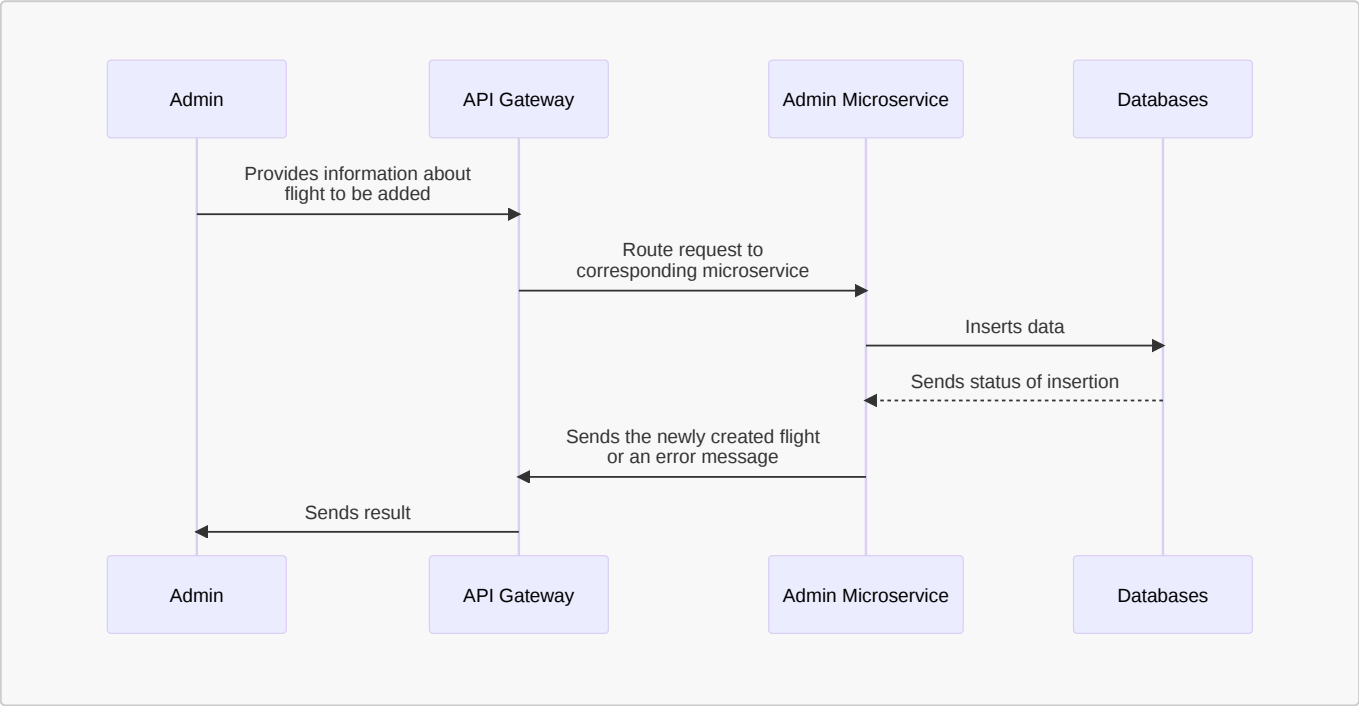 Admin
API Gateway
Admin Microservice
Databases
Provides information about
flight to be added
Route request to
corresponding microservice
Inserts data
Sends status of insertion
Sends the newly created flight
or an error message
Sends result
Admin
API Gateway
Admin Microservice
Databases